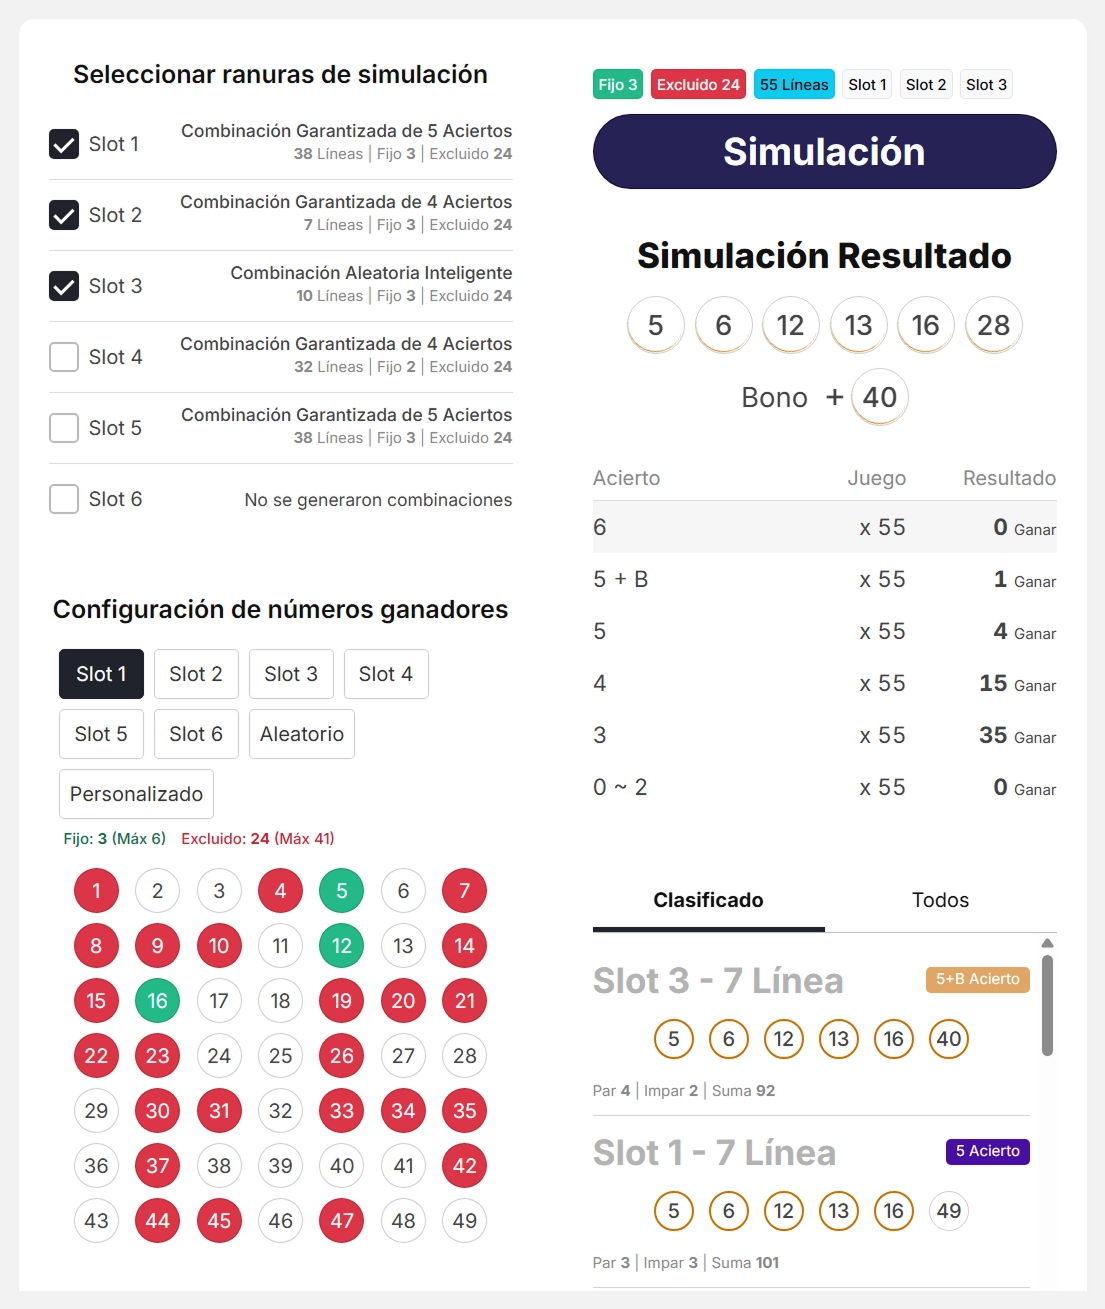 Seleccionar ranuras de simulación
Slot 1
Combinación Garantizada de 5 Aciertos
38 Líneas | Fijo 3 | Excluido 24
Slot 2
Combinación Garantizada de 4 Aciertos
7 Líneas | Fijo 3 | Excluido 24
Slot 3
Combinación Aleatoria Inteligente
10 Líneas | Fijo 3 | Excluido 24
Slot 4
Combinación Garantizada de 4 Aciertos
32 Líneas | Fijo 2 | Excluido 24
Slot 5
Combinación Garantizada de 5 Aciertos
38 Líneas | Fijo 3 | Excluido 24
Slot 6
No se generaron combinaciones
Configuración de números ganadores
Slot 1 Slot 2 Slot 3 Slot 4
Slot 5 Slot 6 Aleatorio
Personalizado
Fijo: 3 (Máx 6) Excluido: 24 (Máx 41)
1 2 3 4 5 6 7
8 9 10 11 12 13 14
15 16 17 18 19 20 21
22 23 24 25 26 27 28
29 30 31 32 33 34 35
36 37 38 39 40 41 42
43 44 45 46 47 48 49
Fijo 3 Excluido 24 55 Líneas Slot 1 Slot 2 Slot 3
Simulación
Simulación Resultado
5 6 12 13 16 28
Bono + 40
Acierto Juego Resultado
6 x 55 0 Ganar
5 + B x 55 1 Ganar
5 x 55 4 Ganar
4 x 55 15 Ganar
3 x 55 35 Ganar
0 ~ 2 x 55 0 Ganar
Clasificado Todos
Slot 3 - 7 Línea 5+B Acierto
5 6 12 13 16 40
Par 4 | Impar 2 | Suma 92
Slot 1 - 7 Línea 5 Acierto
5 6 12 13 16 49
Par 3 | Impar 3 | Suma 101